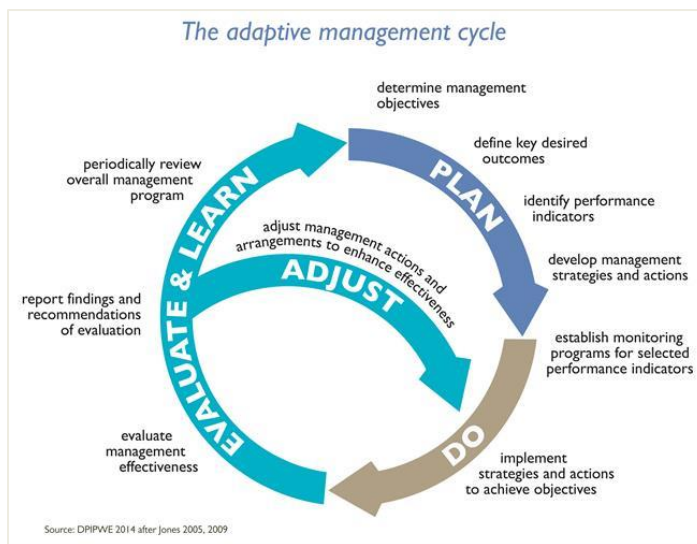 The adaptive management cycle
determine management
objectives
define key desired
outcomes
identify performance
indicators
develop management
strategies and actions
PLAN
establish monitoring
programs for selected
performance indicators
implement
strategies and actions
to achieve objectives
DO
evaluate
management
effectiveness
report findings and
recommendations
of evaluation
periodically review
overall management
program
EVALUATE & LEARN
adjust management actions and
arrangements to enhance effectiveness
ADJUST
Source: DPIPWE 2014 after Jones 2005, 2009